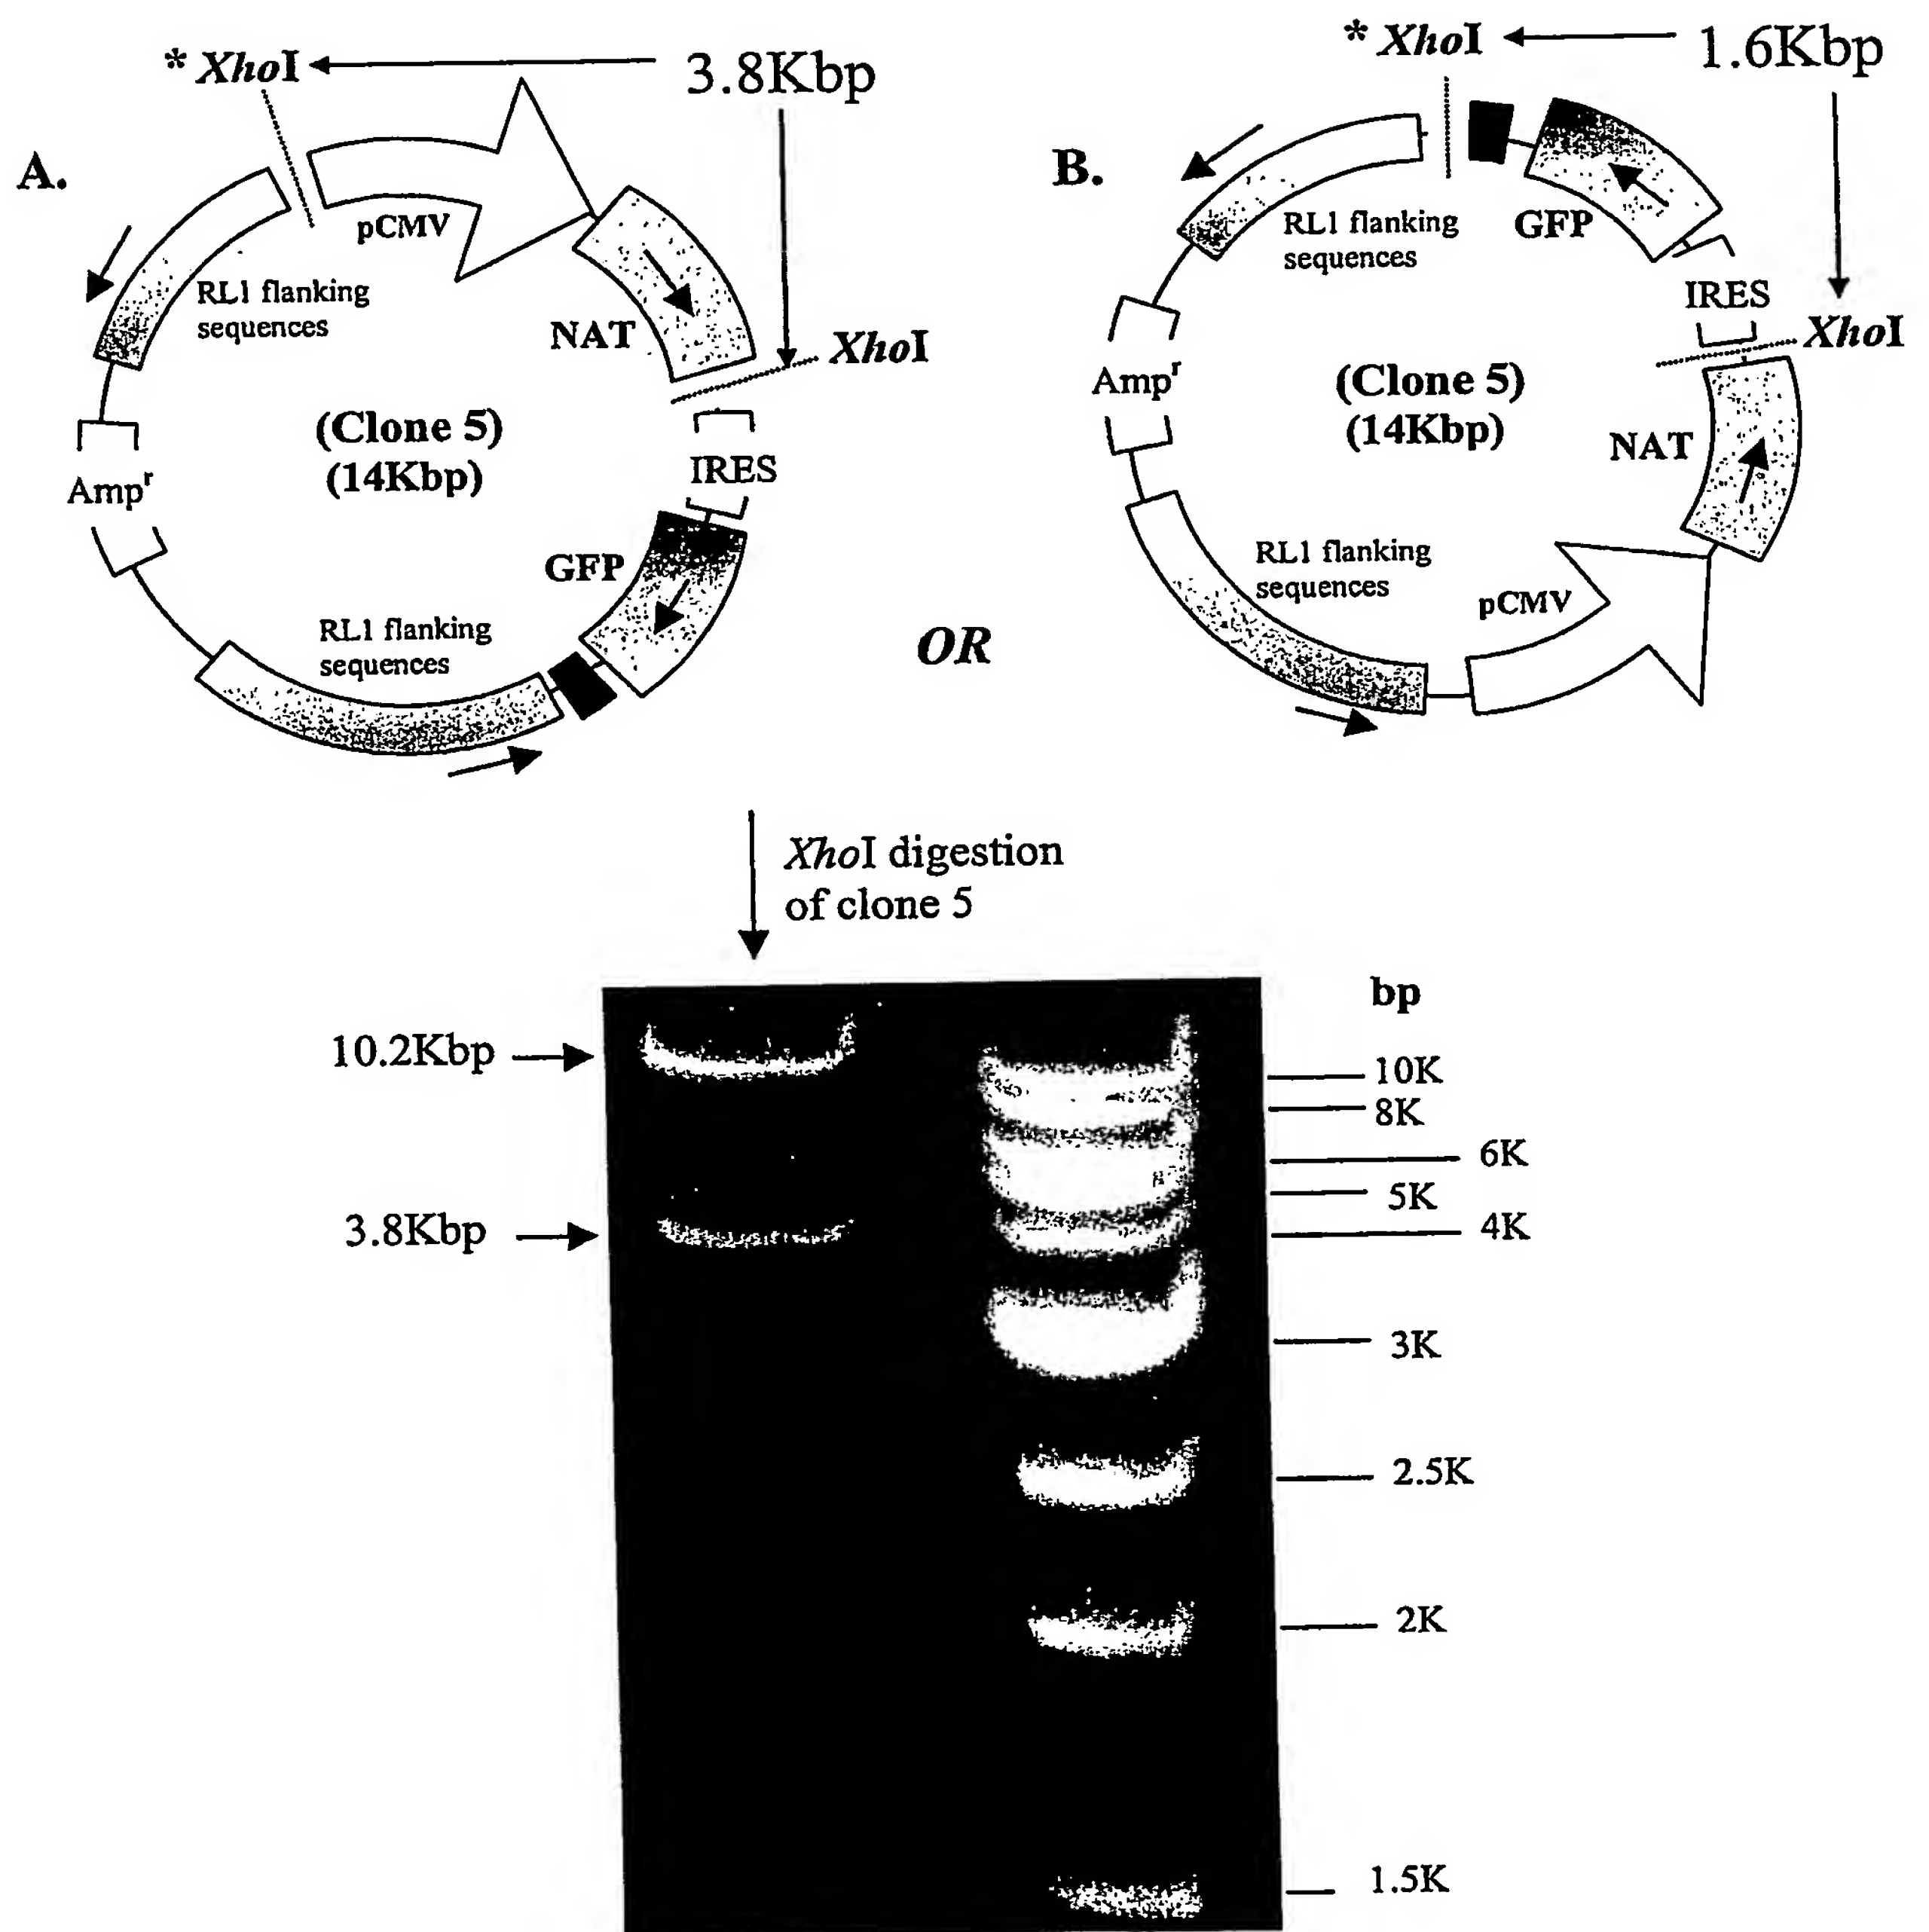 * XhoI
3.8Kbp
A.
pCMV
RL1 flanking
sequences
NAT
XhoI
(Clone 5)
(14Kbp)
Ampʳ
IRES
GFP
RL1 flanking
sequences
OR
* XhoI
1.6Kbp
B.
RL1 flanking
sequences
GFP
IRES
XhoI
Ampʳ
(Clone 5)
(14Kbp)
NAT
RL1 flanking
sequences
pCMV
XhoI digestion
of clone 5
bp
10.2Kbp
10K
8K
6K
5K
3.8Kbp
4K
3K
2.5K
2K
1.5K